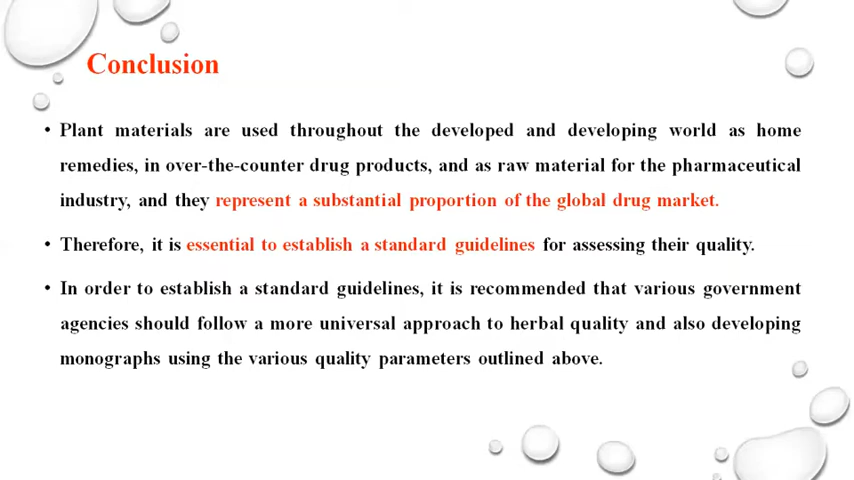 Conclusion
• Plant materials are used throughout the developed and developing world as home
remedies, in over-the-counter drug products, and as raw material for the pharmaceutical
industry, and they represent a substantial proportion of the global drug market.
• Therefore, it is essential to establish a standard guidelines for assessing their quality.
• In order to establish a standard guidelines, it is recommended that various government
agencies should follow a more universal approach to herbal quality and also developing
monographs using the various quality parameters outlined above.